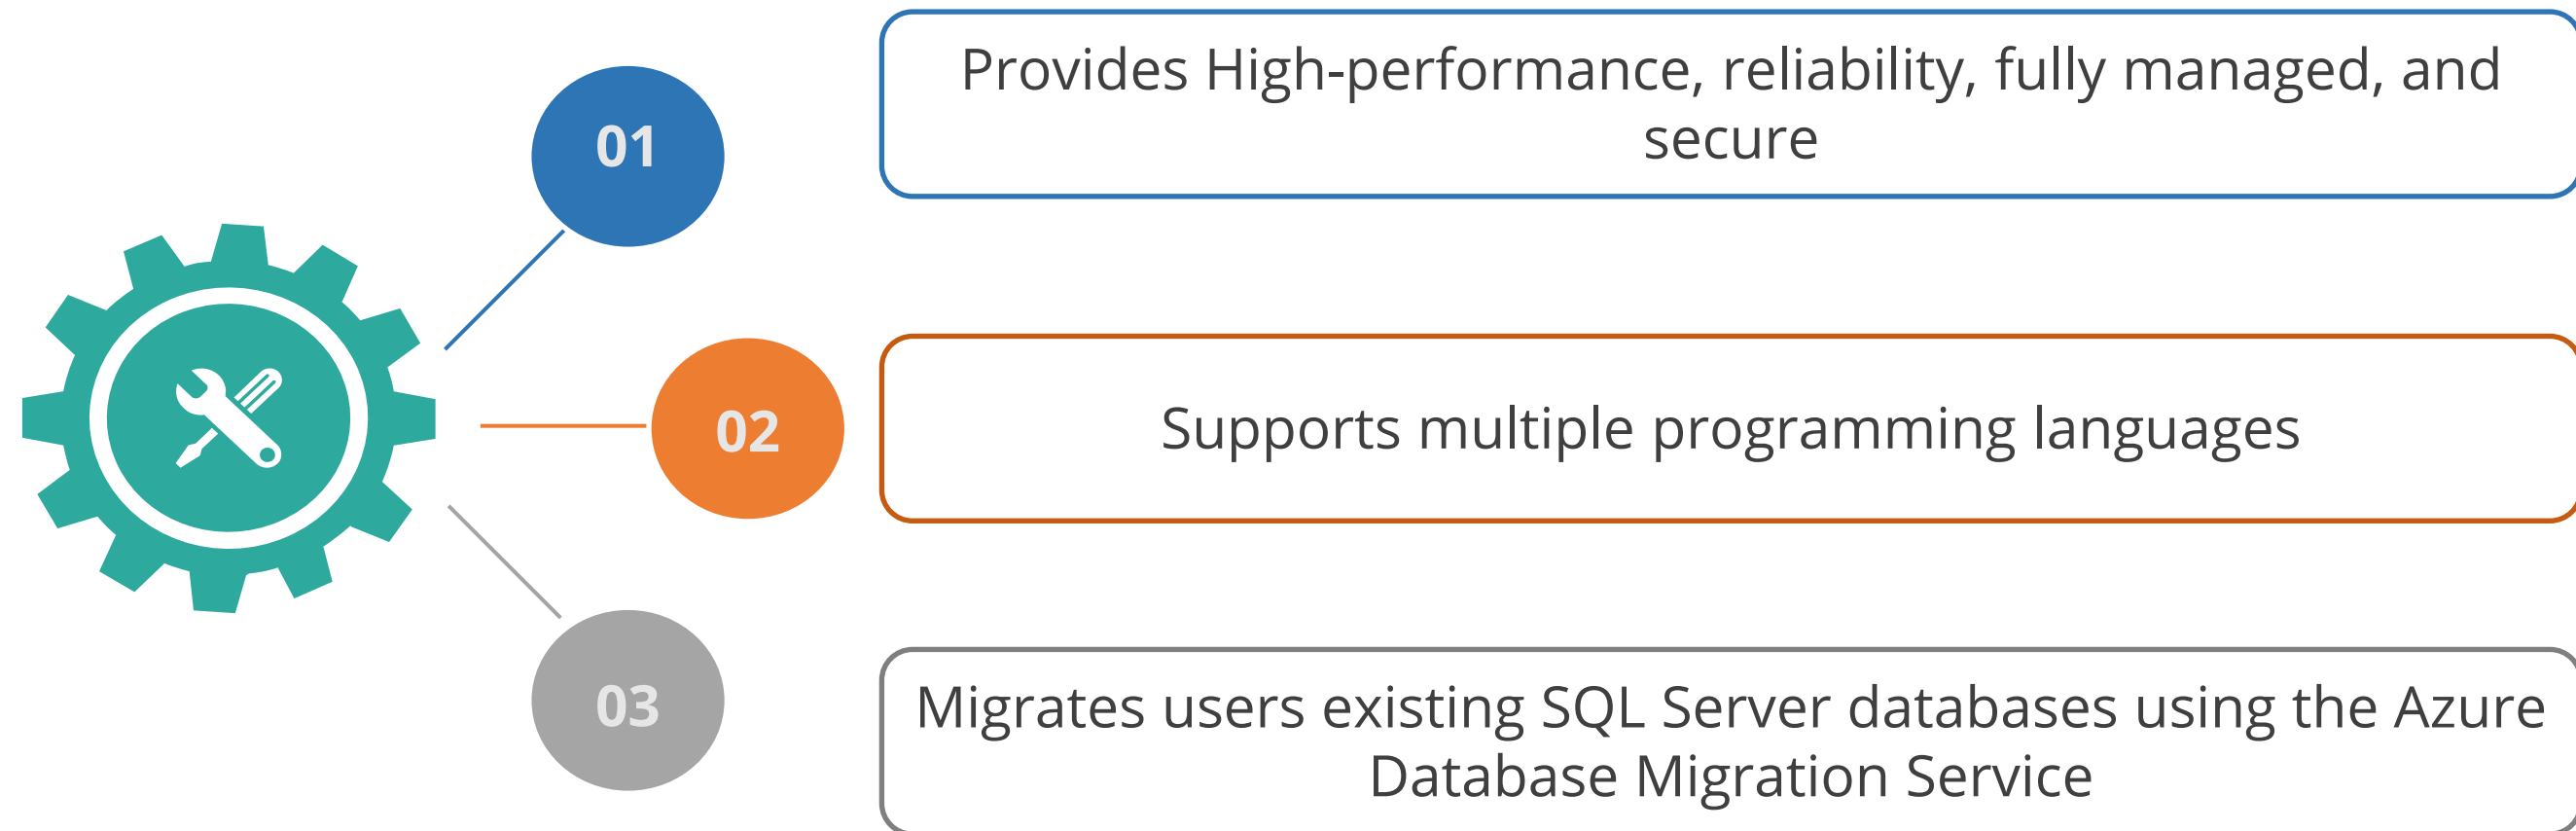 01
Provides High-performance, reliability, fully managed, and
secure
02
Supports multiple programming languages
03
Migrates users existing SQL Server databases using the Azure
Database Migration Service